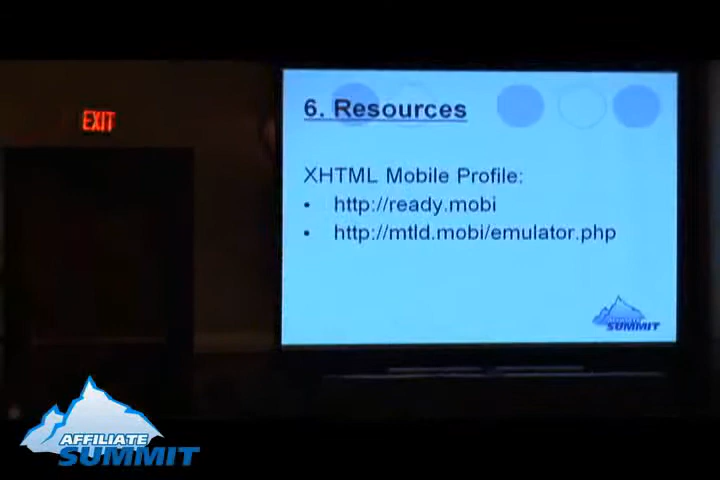 EXIT
6. Resources
XHTML Mobile Profile:
• http://ready.mobi
• http://mtld.mobi/emulator.php
SUMMIT
AFFILIATE
SUMMIT